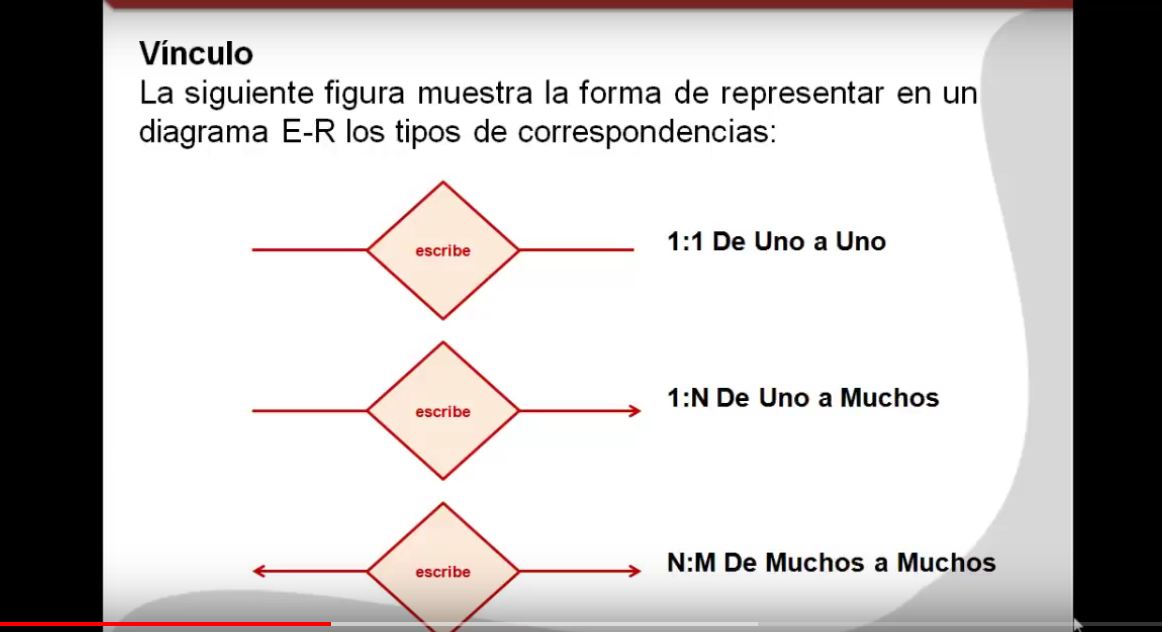 Vínculo
La siguiente figura muestra la forma de representar en un
diagrama E-R los tipos de correspondencias:
escribe
1:1 De Uno a Uno
escribe
1:N De Uno a Muchos
escribe
N:M De Muchos a Muchos